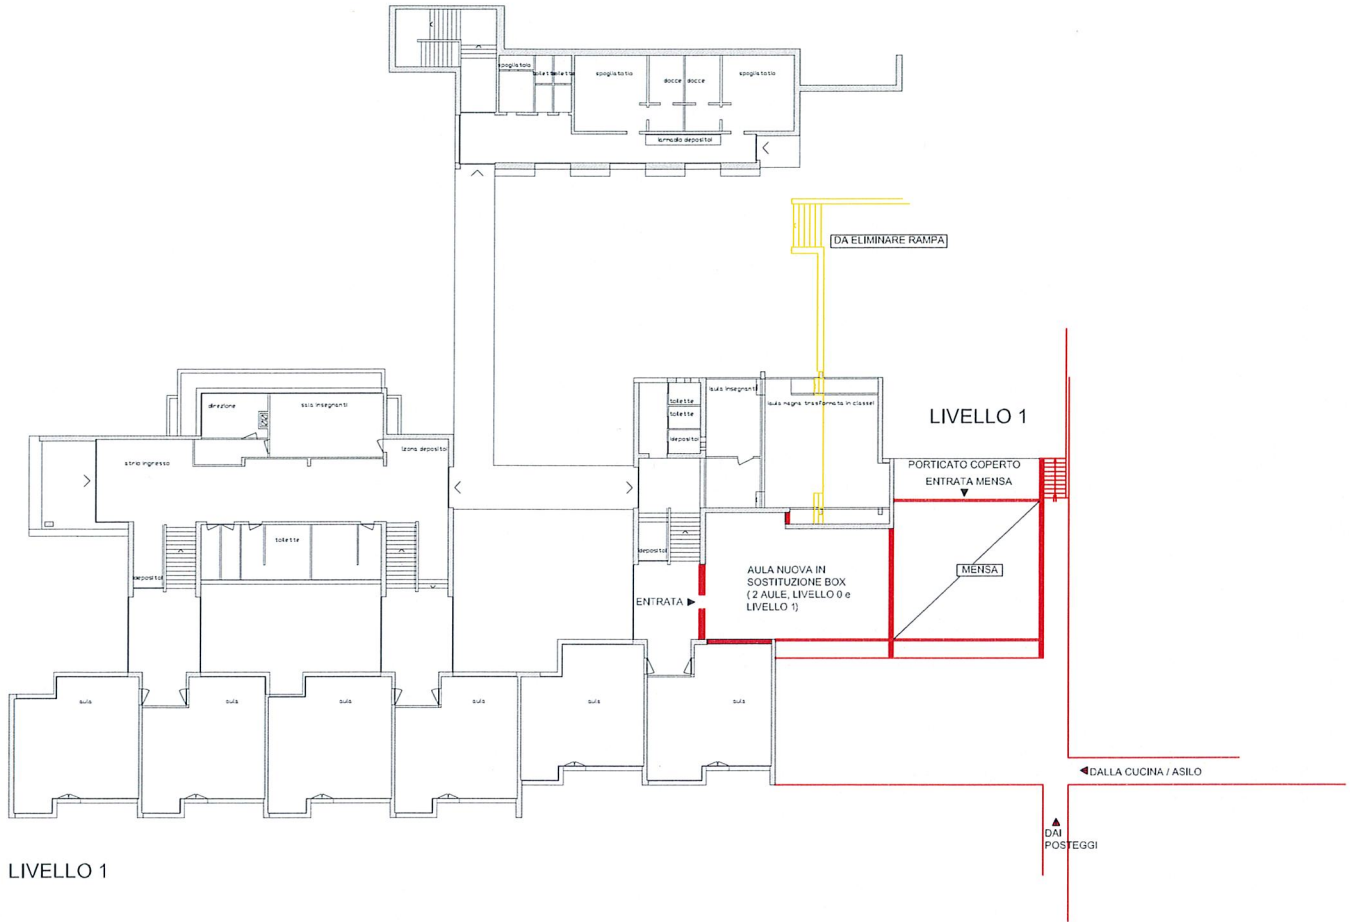 spogliatoio
toilette
toilette
spogliatoio
docce
docce
spogliatoio
(armadio deposito)
DA ELIMINARE RAMPA
direzione
sala insegnanti
atrio ingresso
(zona deposito)
toilette
(deposito)
toilette
toilette
(deposito)
(aula insegnanti)
(aula negra trasformata in classe)
LIVELLO 1
PORTICATO COPERTO
ENTRATA MENSA
MENSA
(deposito)
AULA NUOVA IN
SOSTITUZIONE BOX
( 2 AULE, LIVELLO 0 e
LIVELLO 1)
ENTRATA
aula
aula
aula
aula
aula
aula
DALLA CUCINA / ASILO
DAI
POSTEGGI
LIVELLO 1